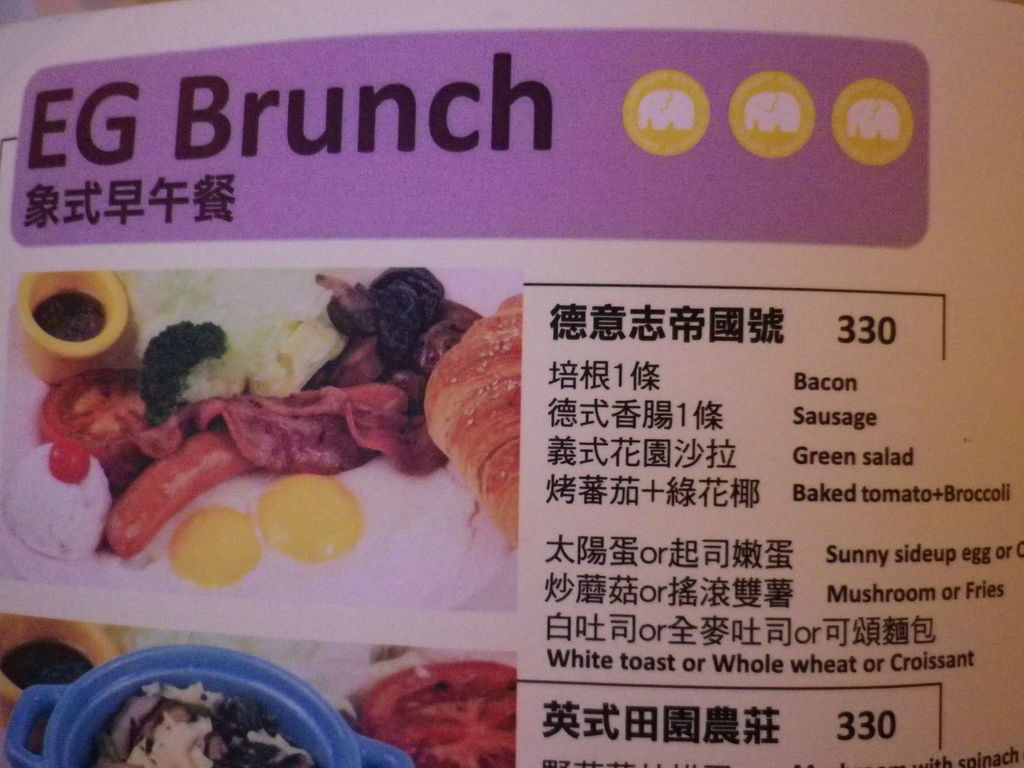 EG Brunch
象式早午餐
德意志帝國號 330
培根1條 Bacon
德式香腸1條 Sausage
義式花園沙拉 Green salad
烤蕃茄+綠花椰 Baked tomato+Broccoli
太陽蛋or起司嫩蛋 Sunny sideup egg or
炒蘑菇or搖滾雙薯 Mushroom or Fries
白吐司or全麥吐司or可頌麵包
White toast or Whole wheat or Croissant
英式田園農莊 330
Mushroom with spinach